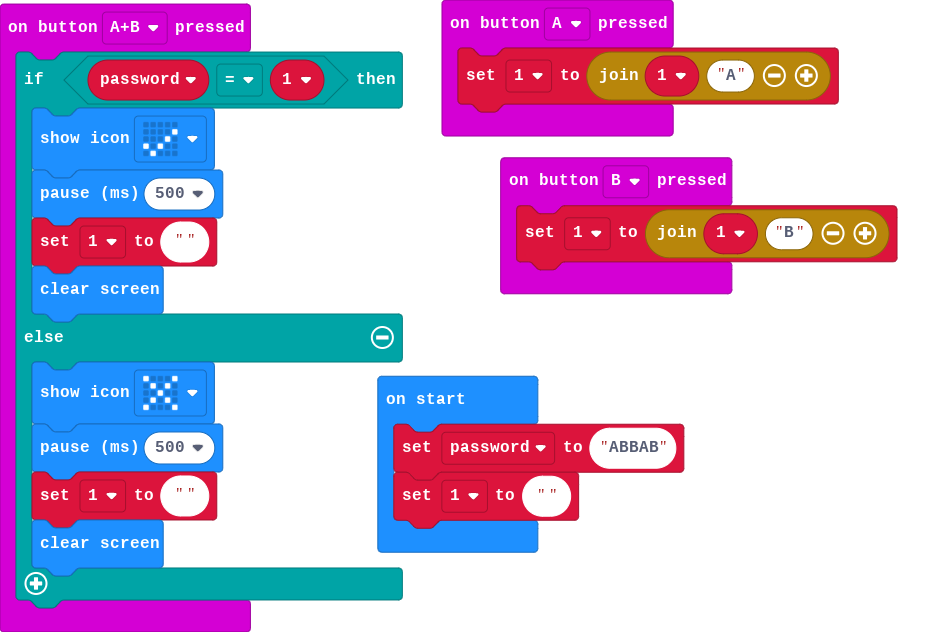 on button A+B pressed
if password = 1 then
show icon
pause (ms) 500
set 1 to " "
clear screen
else
show icon
pause (ms) 500
set 1 to " "
clear screen
on button A pressed
set 1 to join 1 "A"
on button B pressed
set 1 to join 1 "B"
on start
set password to "ABBAB"
set 1 to " "